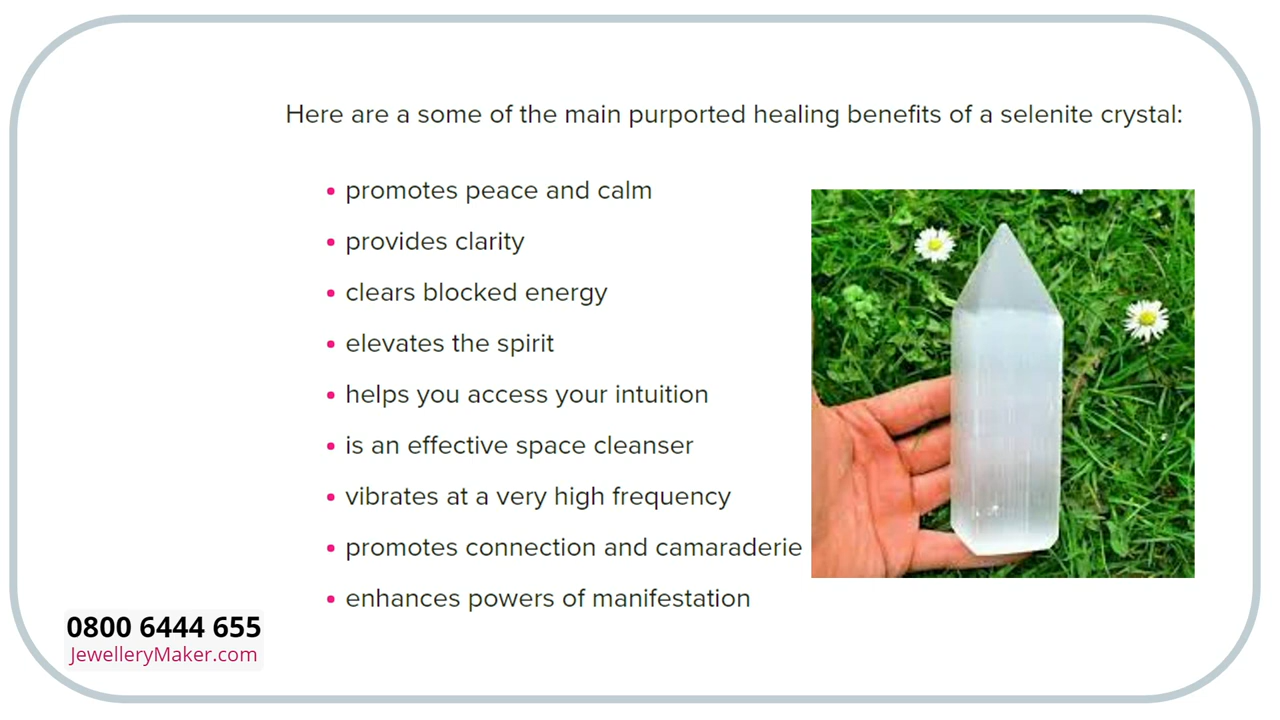 Here are a some of the main purported healing benefits of a selenite crystal:
promotes peace and calm
provides clarity
clears blocked energy
elevates the spirit
helps you access your intuition
is an effective space cleanser
vibrates at a very high frequency
promotes connection and camaraderie
enhances powers of manifestation
0800 6444 655
JewelleryMaker.com